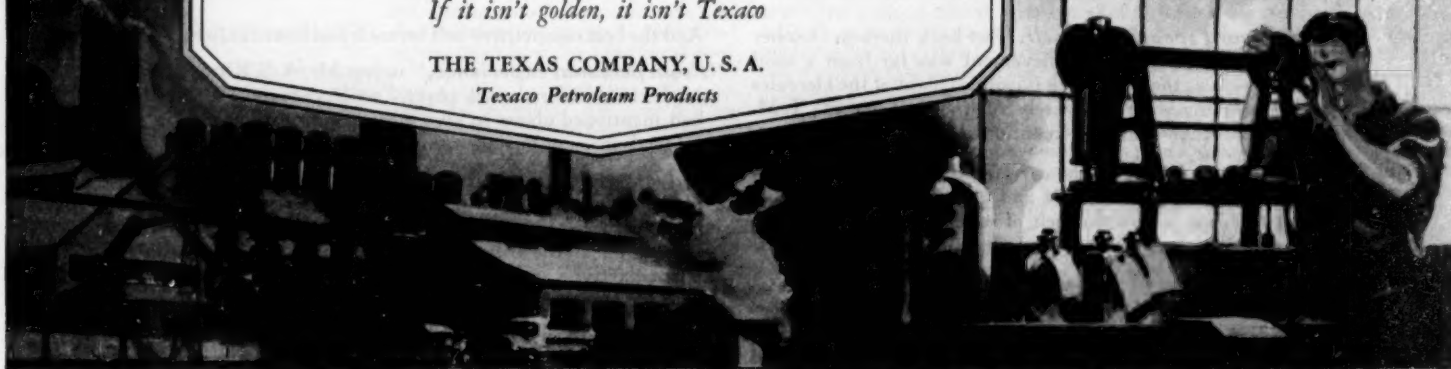 If it isn't golden, it isn't Texaco
THE TEXAS COMPANY, U. S. A.
Texaco Petroleum Products